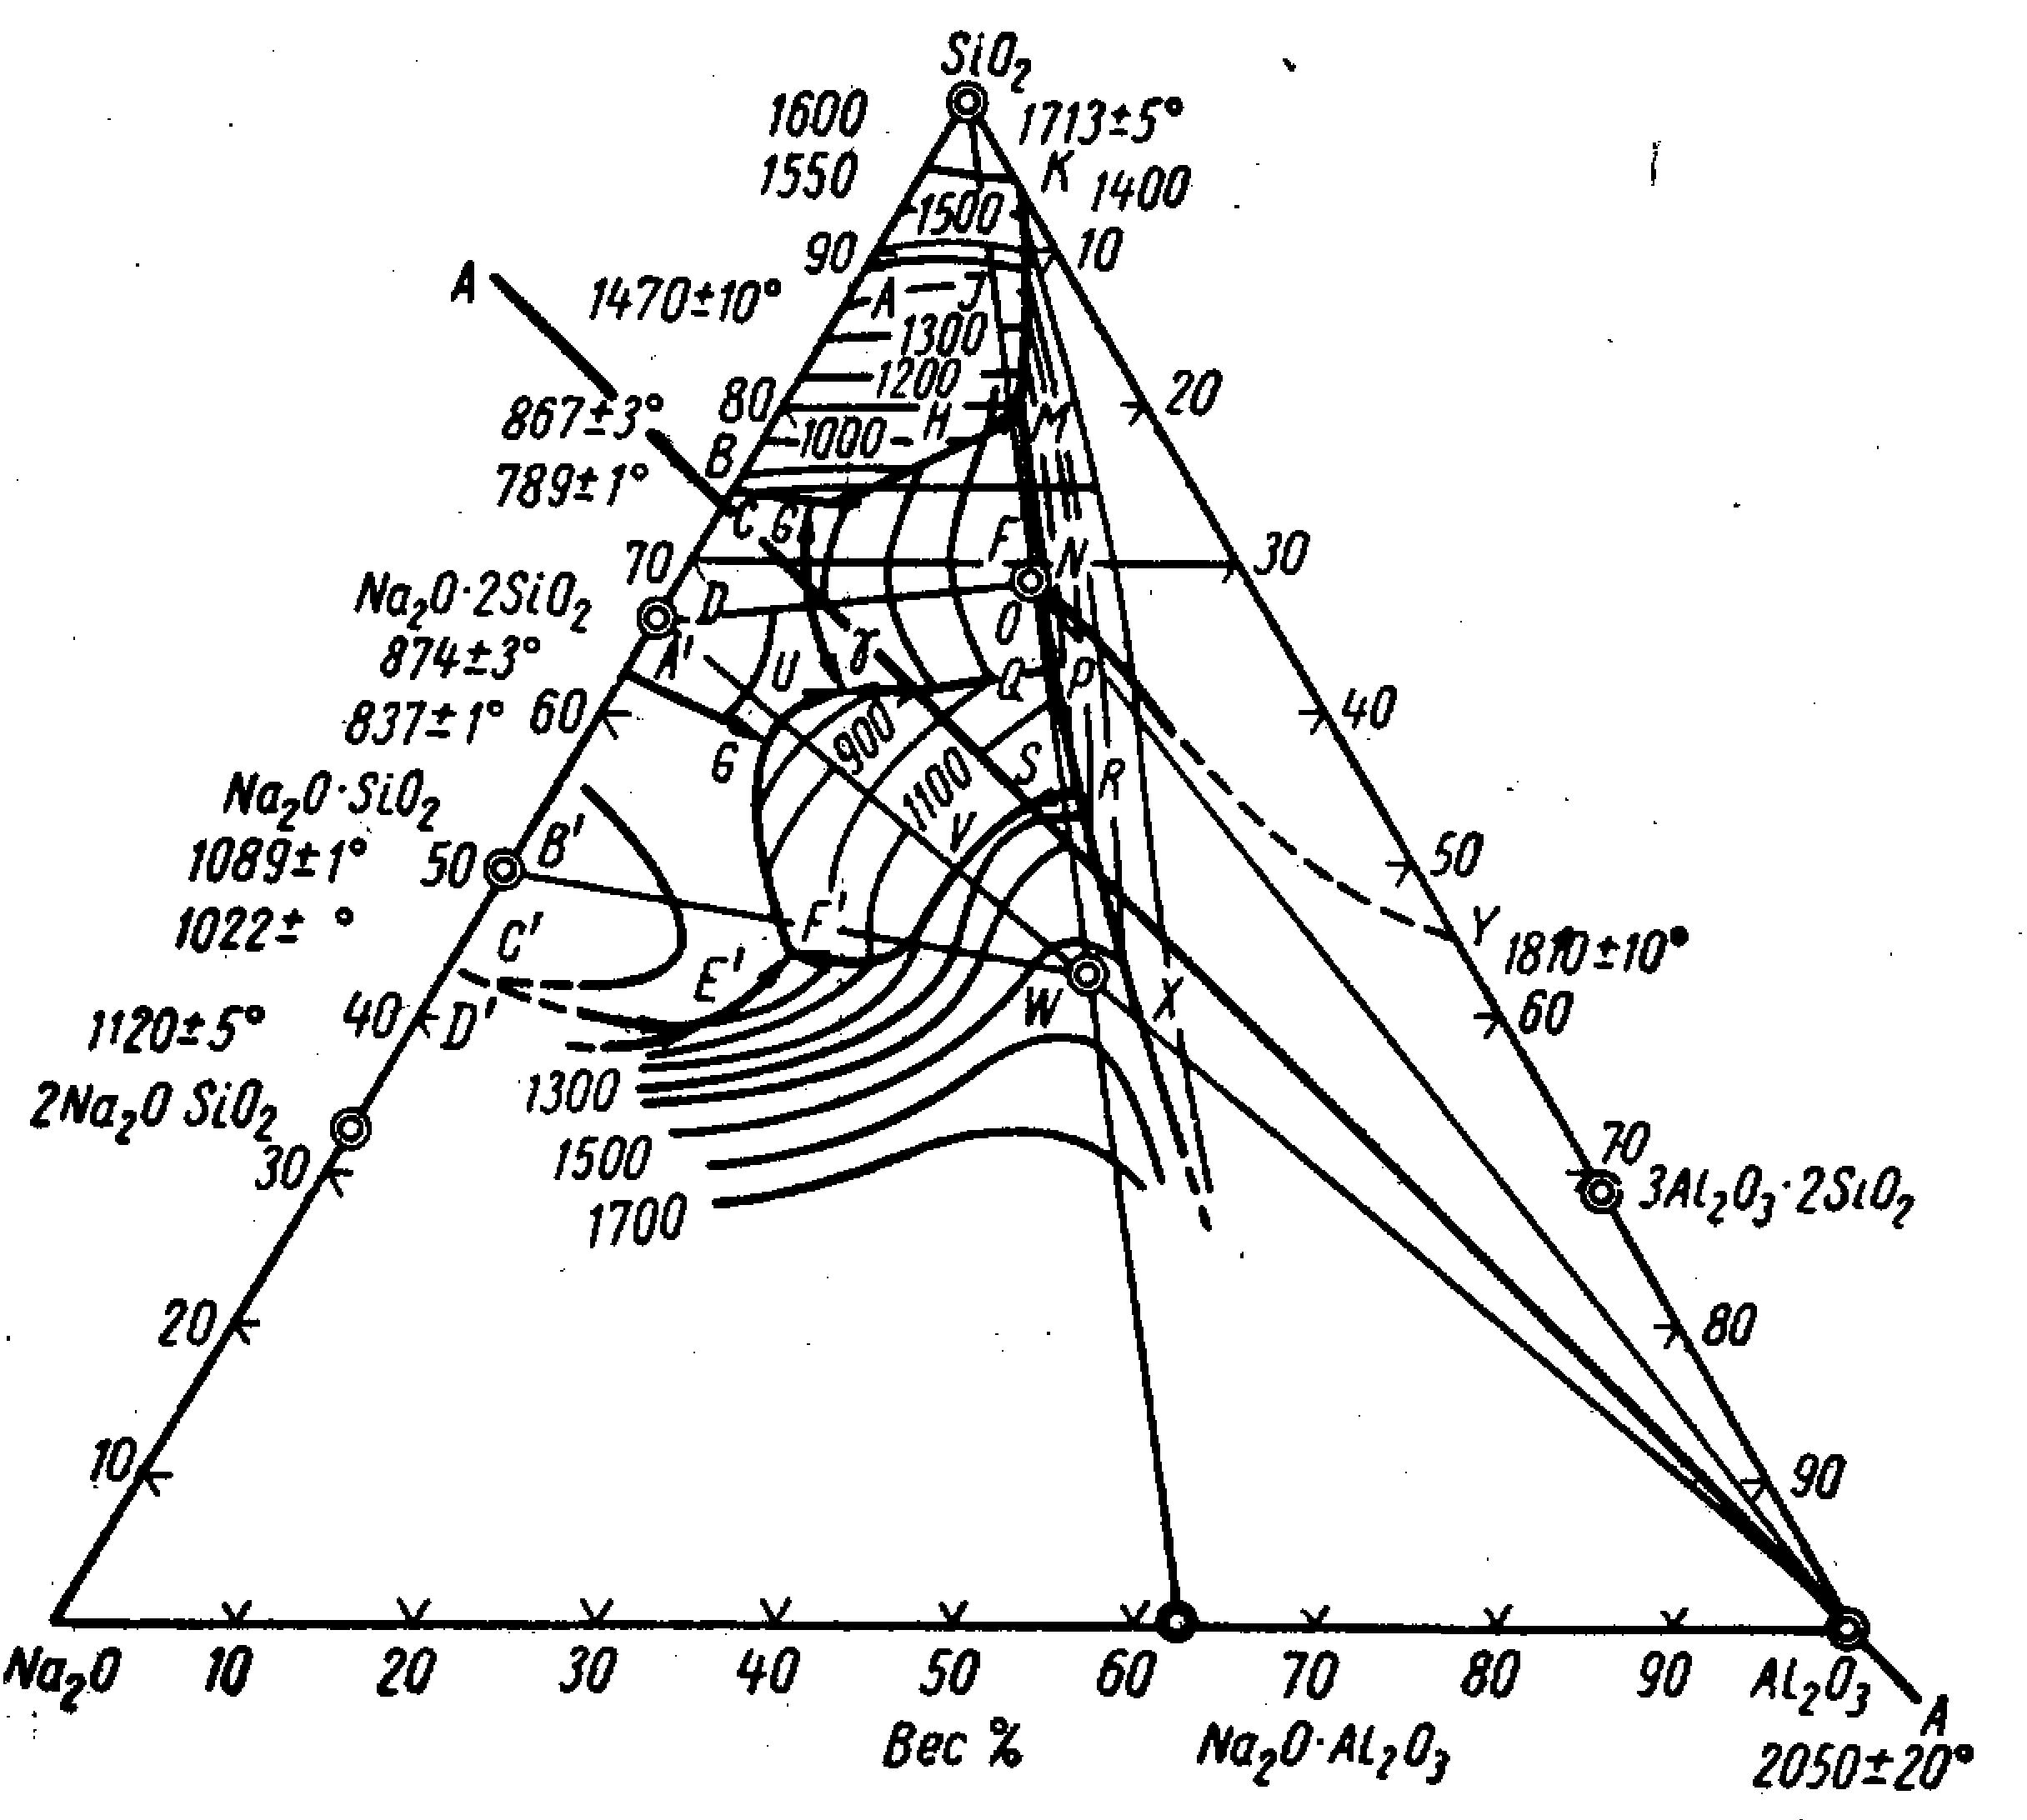 SiO₂
1600
1713±5°
1550
K
1400
1500
90
10
A
1470±10°
A
J
1300
1200
80
20
867±3°
H
M
1000
B
789±1°
C
G
F
N
70
30
Na₂O·2SiO₂
D
O
874±3°
A'
U
γ
Q
P
837±1°
60
40
G
900
S
R
1100
Na₂O·SiO₂
V
B'
1089±1°
50
50
F'
1022± °
C'
Y
1810±10°
E'
W
X
1120±5°
40
D'
60
2Na₂O SiO₂
1300
30
1500
70
3Al₂O₃·2SiO₂
1700
20
80
10
90
Na₂O
10
20
30
40
50
60
70
80
90
Al₂O₃
A
Вес %
Na₂O·Al₂O₃
2050±20°